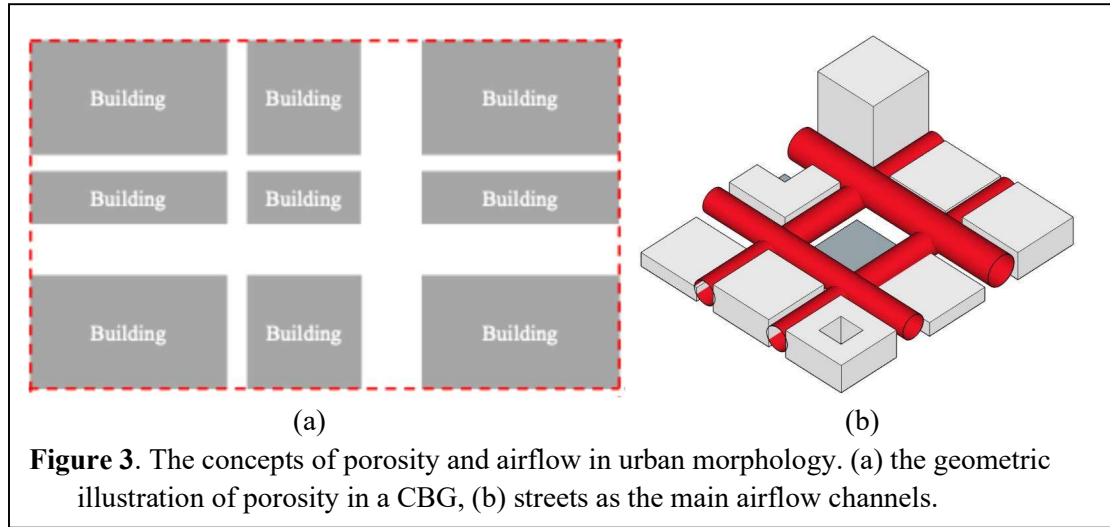 Building Building Building
Building Building Building
Building Building Building
(a) (b)
Figure 3. The concepts of porosity and airflow in urban morphology. (a) the geometric
illustration of porosity in a CBG, (b) streets as the main airflow channels.